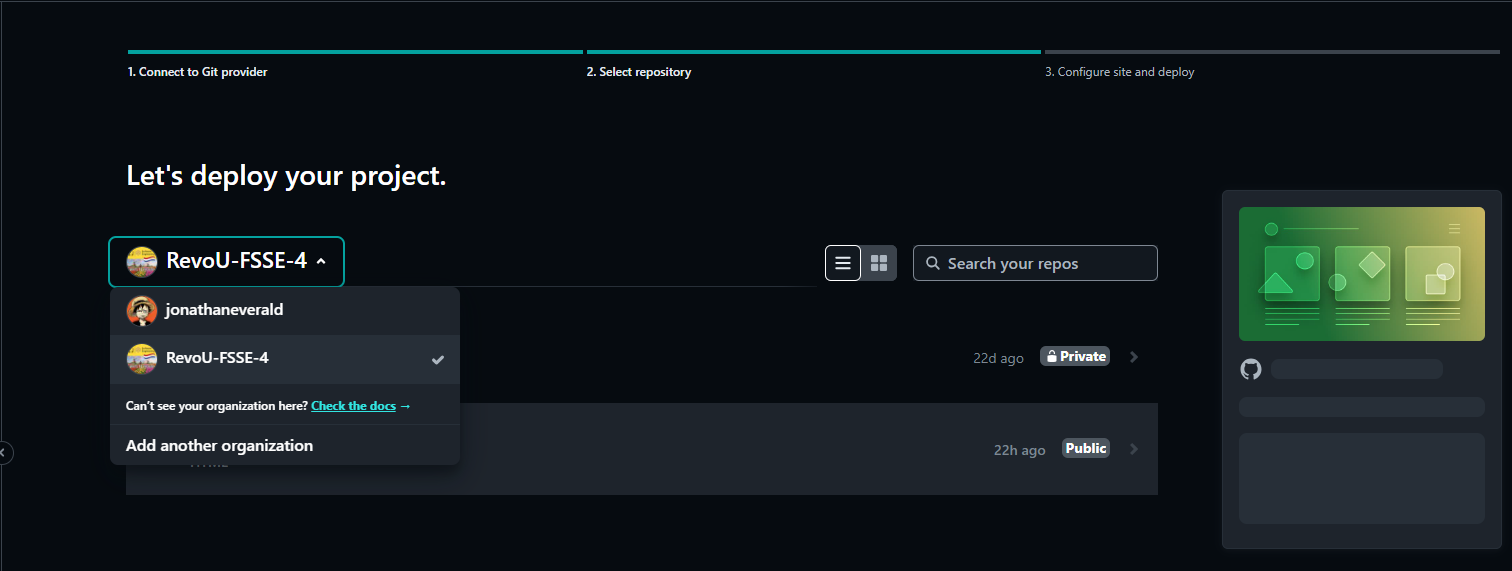 1. Connect to Git provider
2. Select repository
3. Configure site and deploy
Let's deploy your project.
RevoU-FSSE-4
Search your repos
jonathaneverald
RevoU-FSSE-4
22d ago Private
Can't see your organization here? Check the docs →
Add another organization
22h ago Public